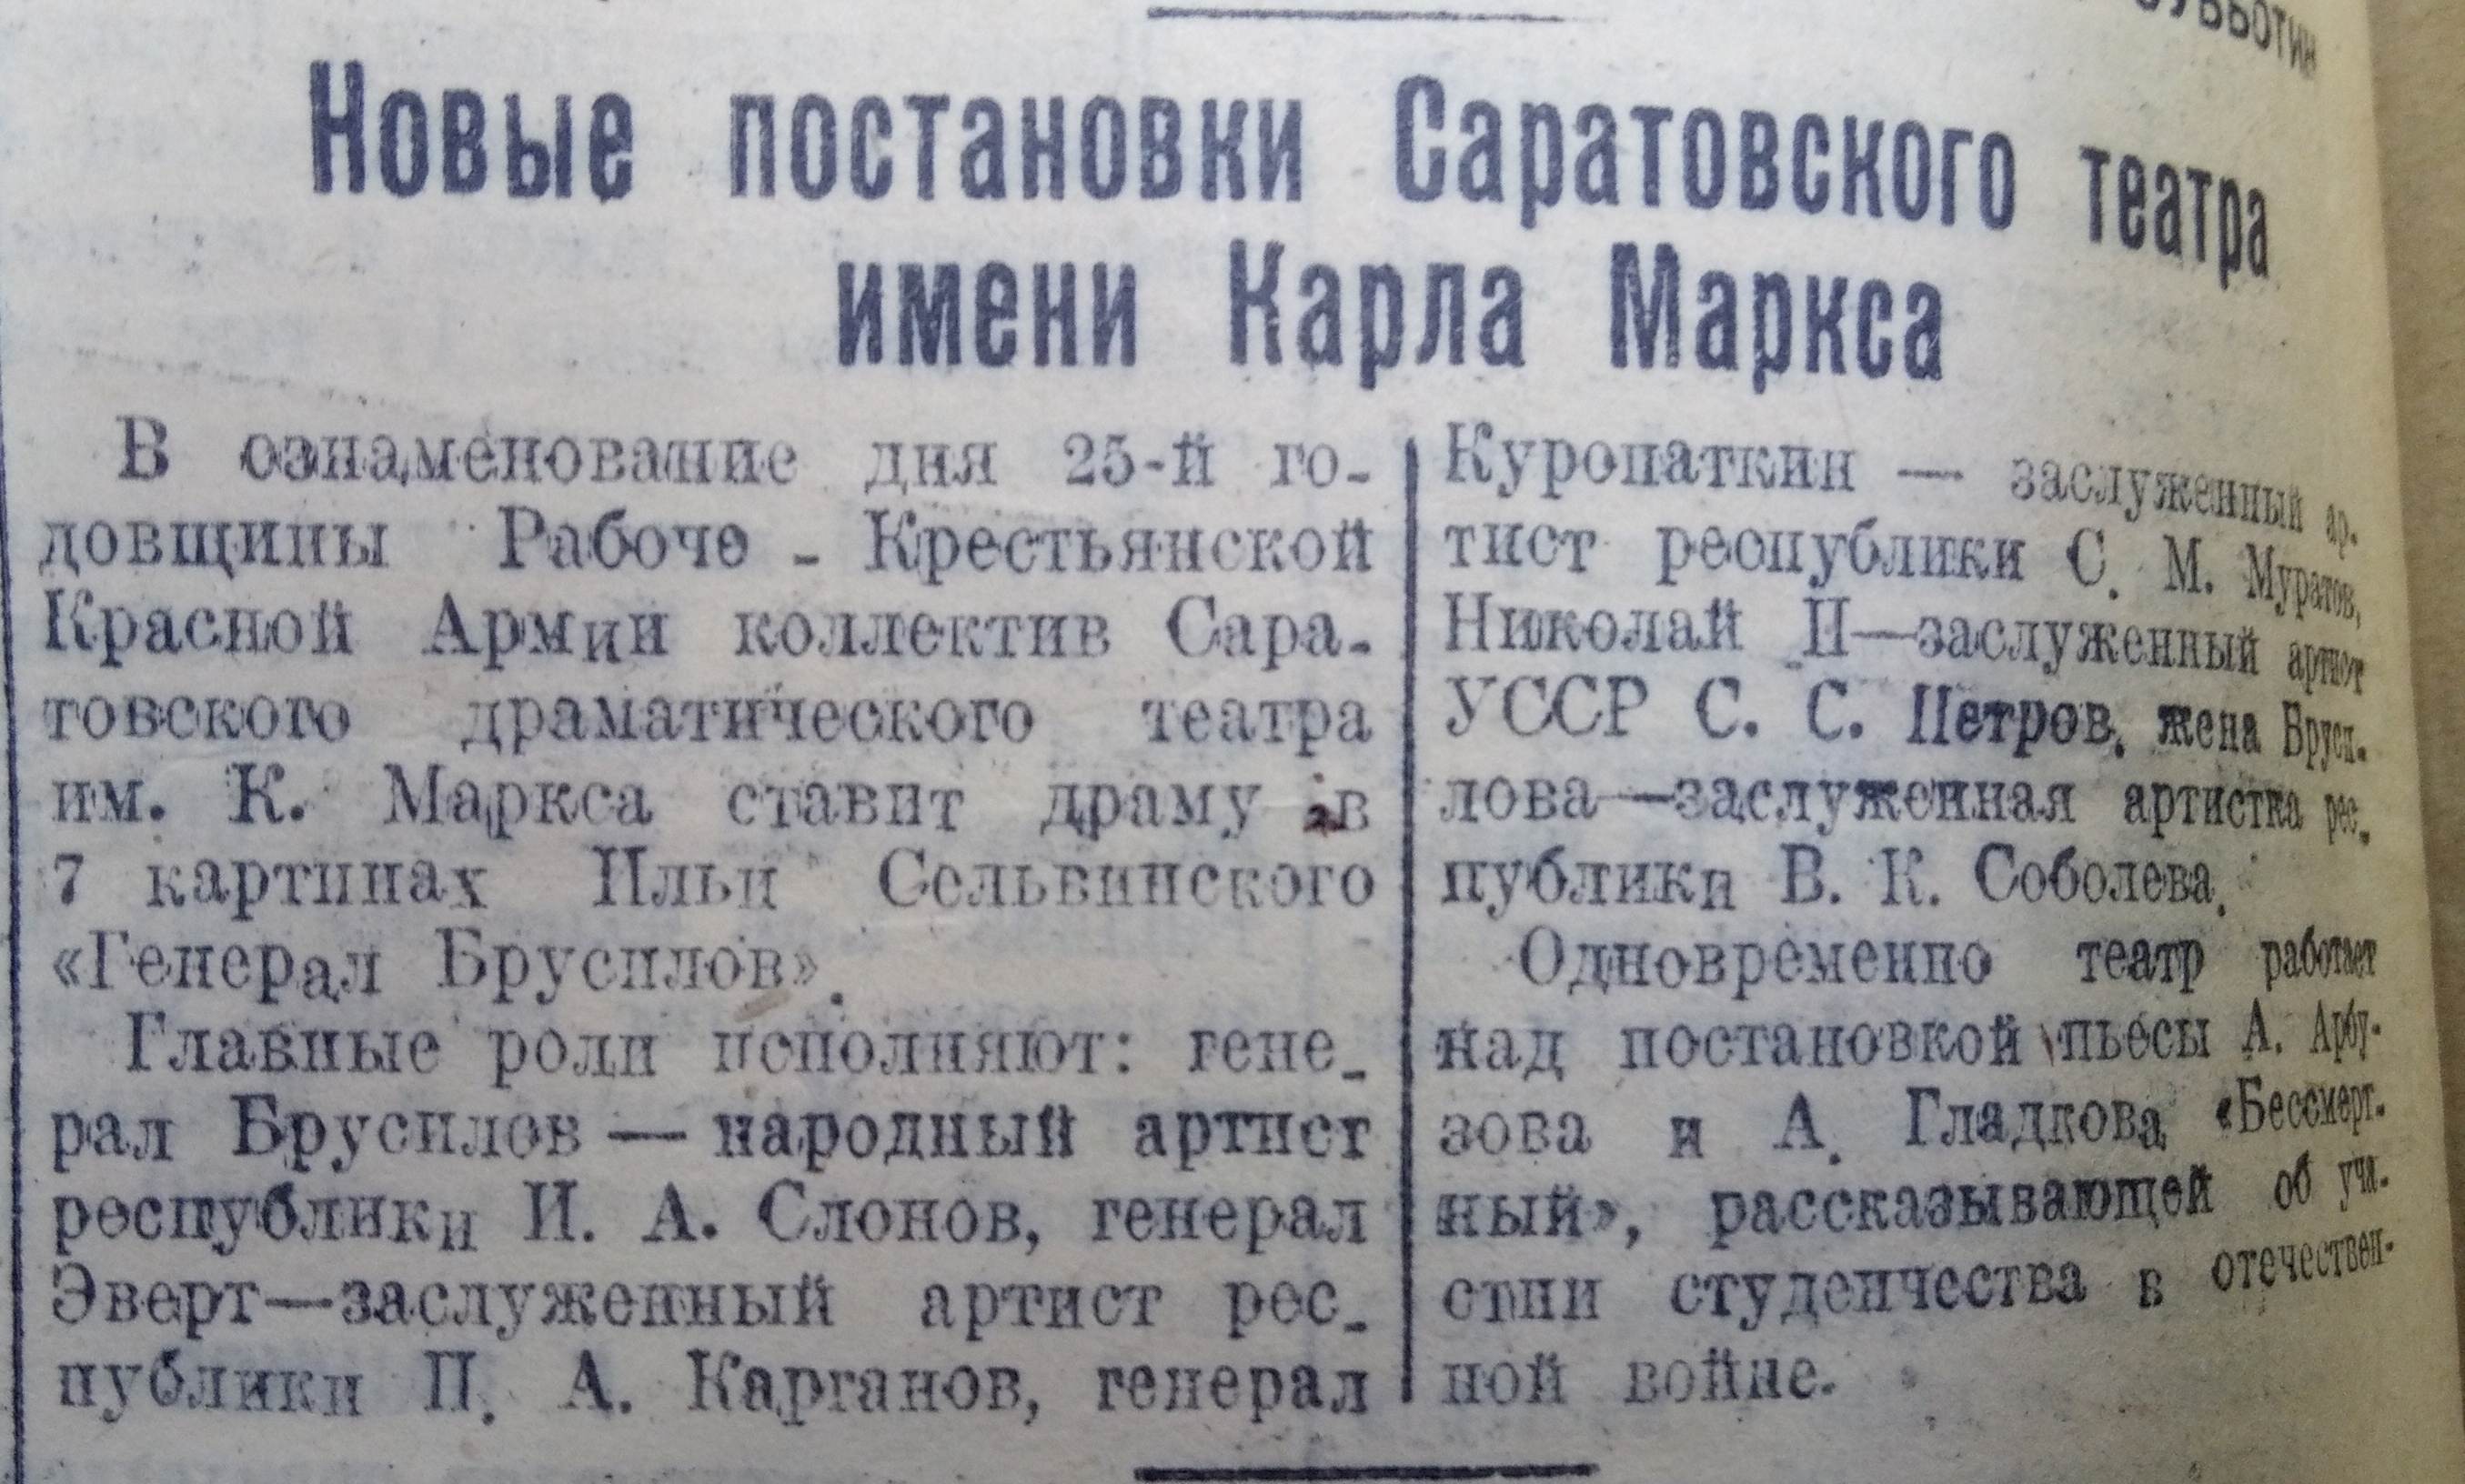 Новые постановки Саратовского театра
имени Карла Маркса
В ознаменование дня 25-й го-
довщины Рабоче - Крестьянской
Красной Армии коллектив Сара-
товского драматического театра
им. К. Маркса ставит драму в
7 картинах Ильи Сельвинского
«Генерал Брусилов».
Главные роли исполняют: гене-
рал Брусилов — народный артист
республики И. А. Слонов, генерал
Эверт—заслуженный артист рес-
публики П. А. Карганов, генерал
Куропаткин — заслуженный ар-
тист республики С. М. Муратов,
Николай II—заслуженный артист
УССР С. С. Петров, жена Бруси-
лова—заслуженная артистка рес-
публики В. К. Соболева.
Одновременно театр работает
над постановкой пьесы А. Арбу-
зова и А. Гладкова «Бессмерт-
ный», рассказывающей об уча-
стии студенчества в отечествен-
ной войне.